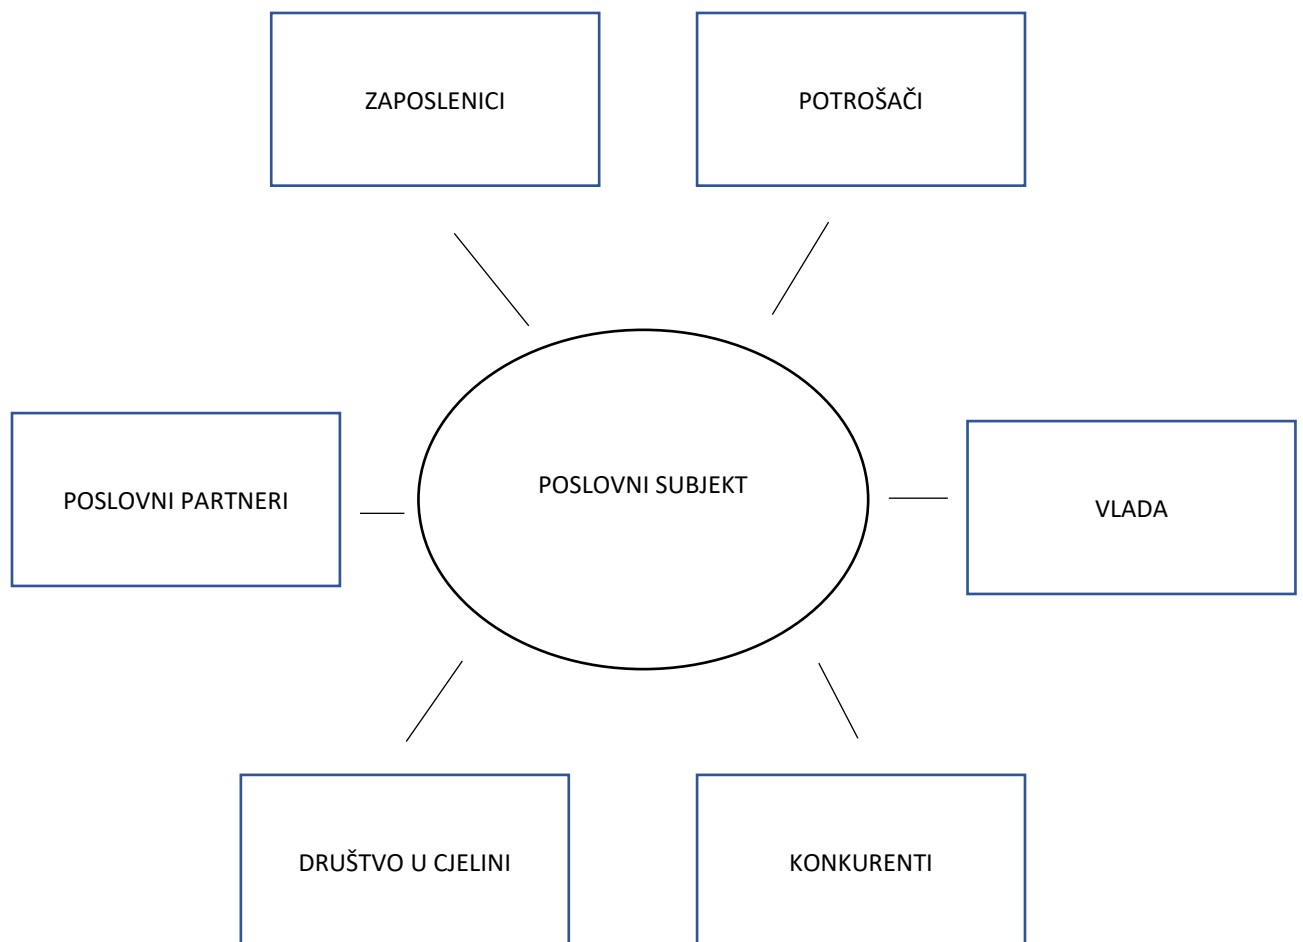 ZAPOSLENICI
POTROŠAČI
POSLOVNI PARTNERI
POSLOVNI SUBJEKT
VLADA
DRUŠTVO U CJELINI
KONKURENTI